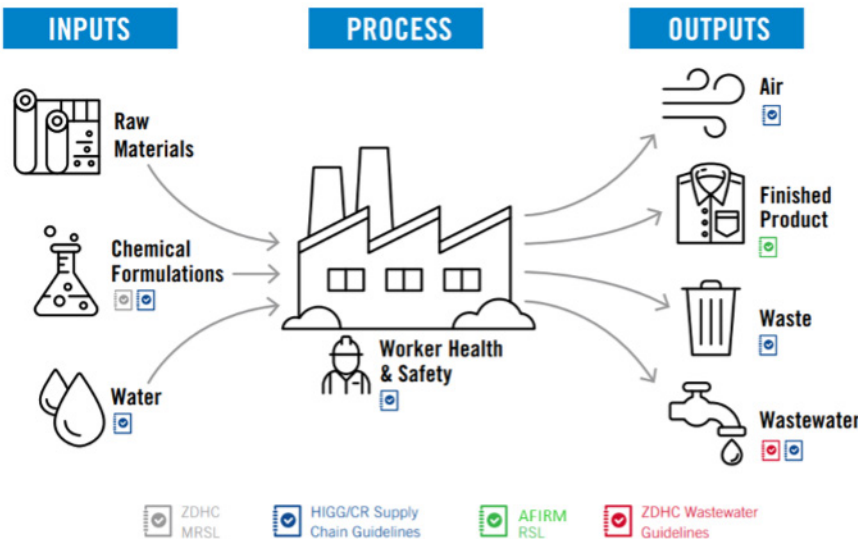 INPUTS
PROCESS
OUTPUTS
Raw
Materials
Chemical
Formulations
Water
Worker Health
& Safety
Air
Finished
Product
Waste
Wastewater
ZDHC
MRSL
HIGG/CR Supply
Chain Guidelines
AFIRM
RSL
ZDHC Wastewater
Guidelines